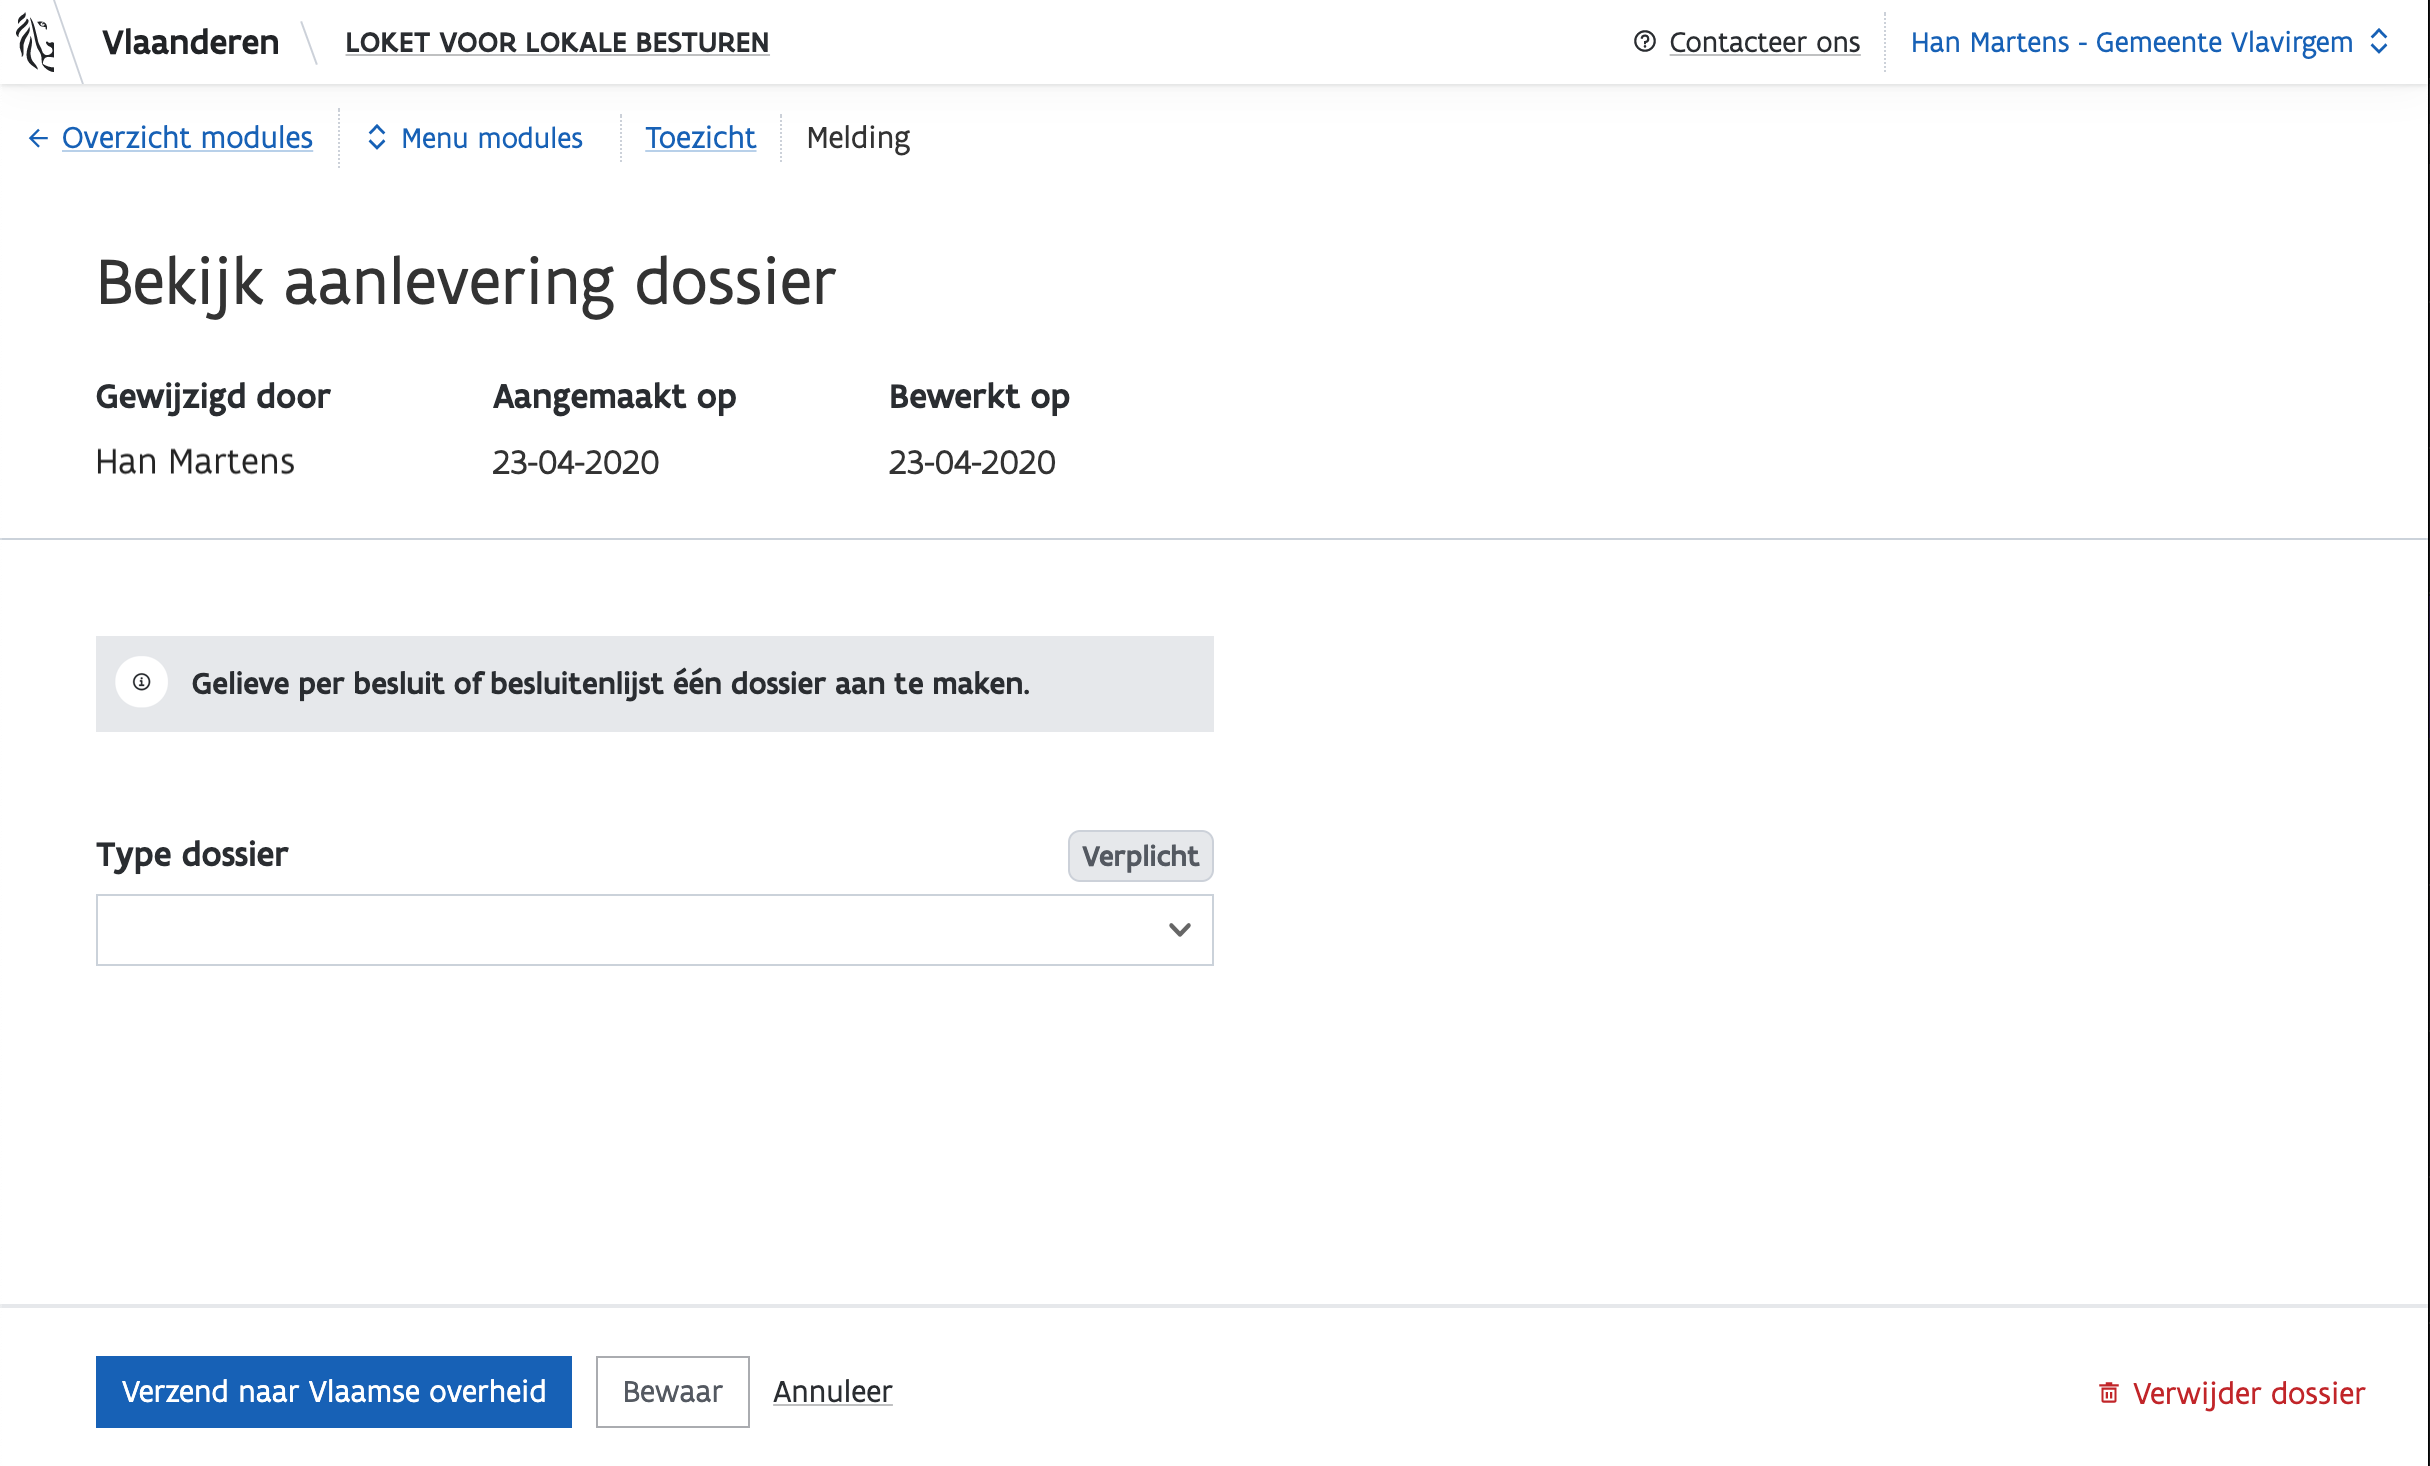 Vlaanderen LOKET VOOR LOKALE BESTUREN Contacteer ons Han Martens - Gemeente Vlavirgem
Overzicht modules Menu modules Toezicht Melding
Bekijk aanlevering dossier
Gewijzigd door Aangemaakt op Bewerkt op
Han Martens 23-04-2020 23-04-2020
Gelieve per besluit of besluitenlijst één dossier aan te maken.
Type dossier Verplicht
Verzend naar Vlaamse overheid Bewaar Annuleer Verwijder dossier